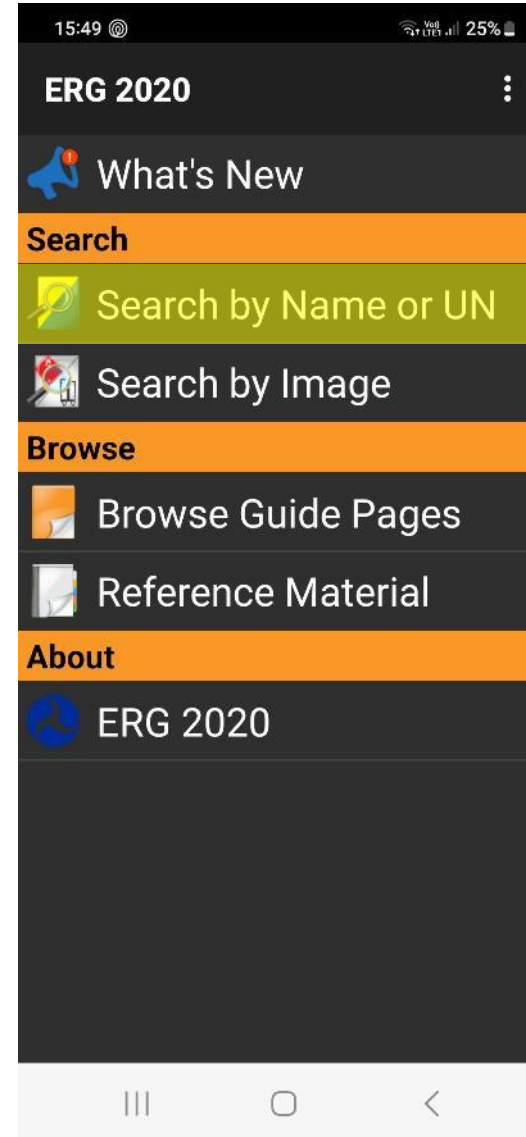 15:49 25%
ERG 2020
What's New
Search
Search by Name or UN
Search by Image
Browse
Browse Guide Pages
Reference Material
About
ERG 2020